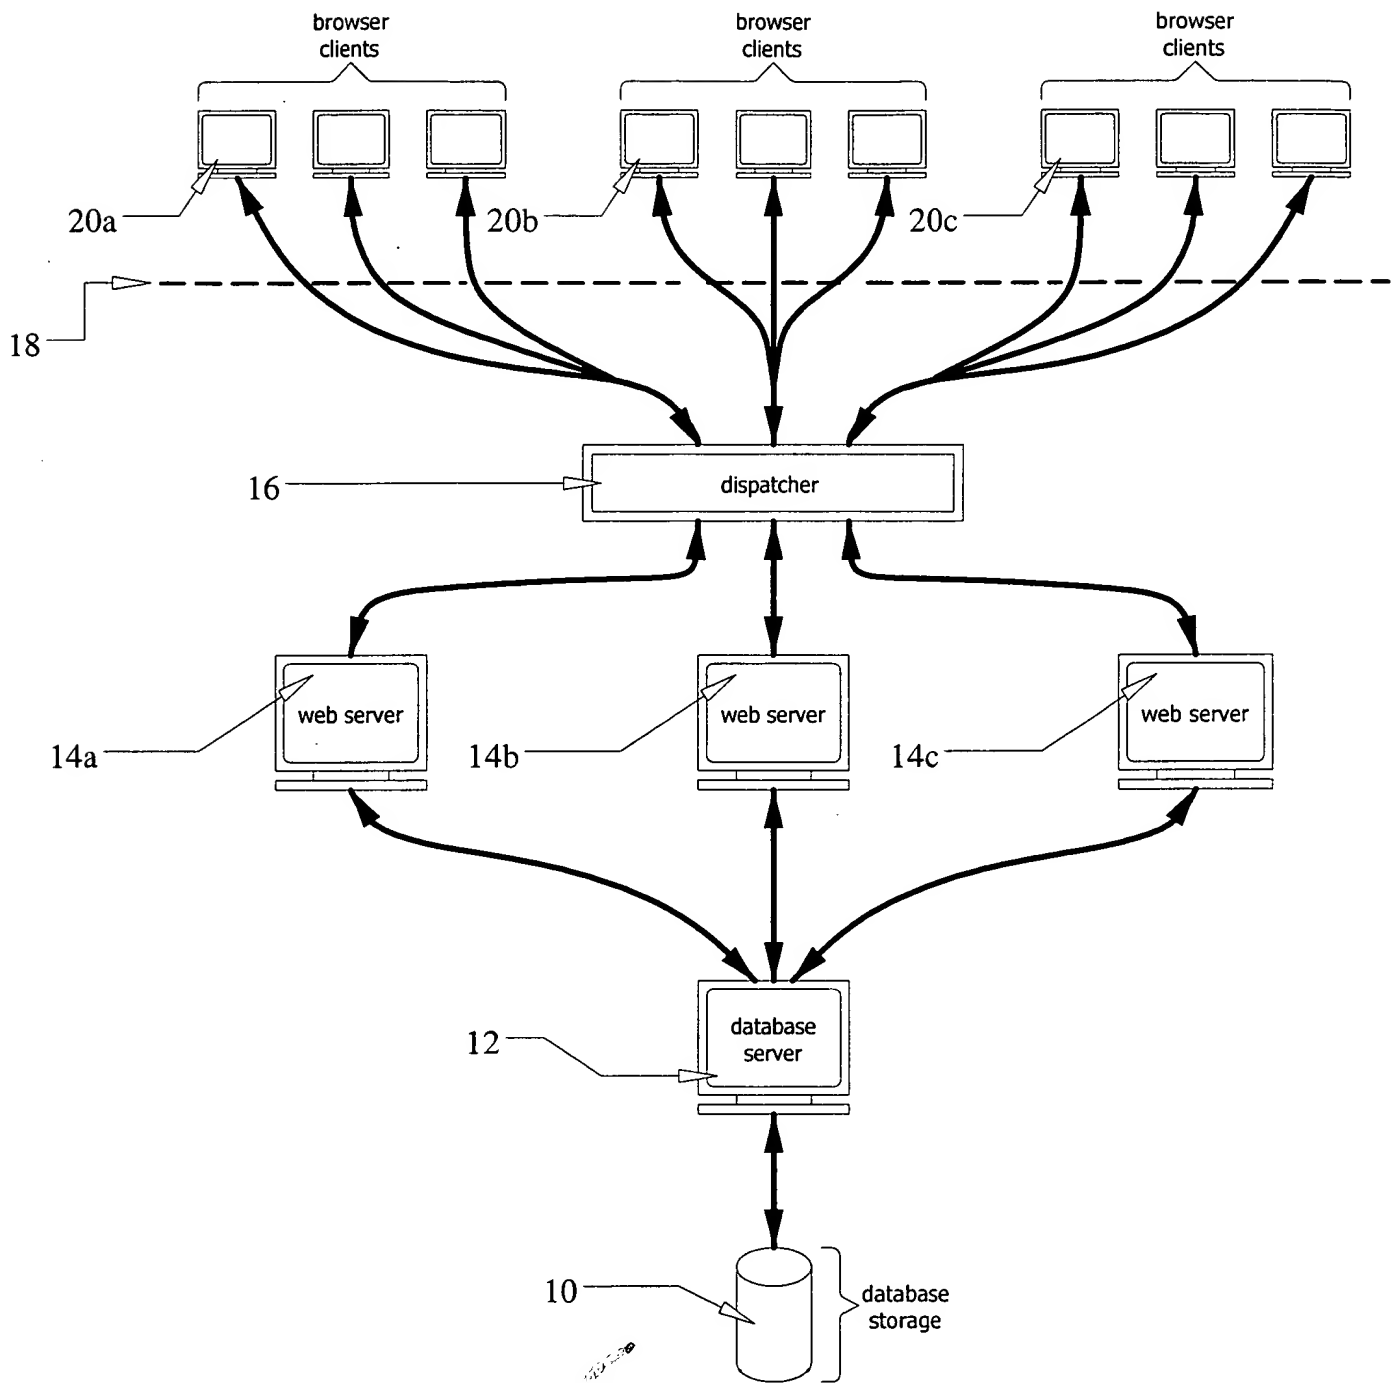 browser
clients
browser
clients
browser
clients
20a
20b
20c
18
16
dispatcher
web server
web server
web server
14a
14b
14c
database
server
12
10
database
storage